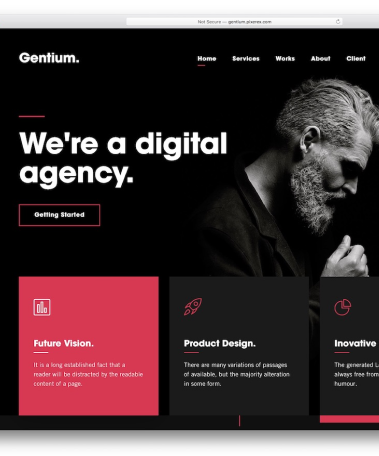 Not Secure — gentium.pixerex.com
Gentium.
Home Services Works About Client
We're a digital
agency.
Getting Started
Future Vision.
It is a long established fact that a
reader will be distracted by the readable
content of a page.
Product Design.
There are many variations of passages
of available, but the majority alteration
in some form.
Inovative
The generated
always free from
humour.